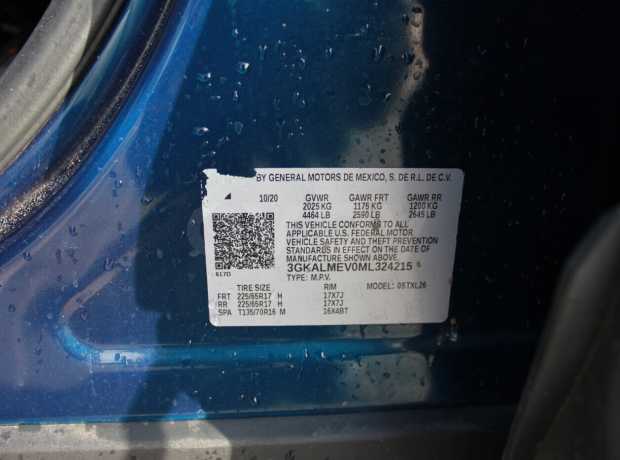 BY GENERAL MOTORS DE MEXICO, S. DE R.L. DE C.V.
10/20 GVWR GAWR FRT GAWR RR
2025 KG 1175 KG 1200 KG
4464 LB 2590 LB 2645 LB
THIS VEHICLE CONFORMS TO ALL
APPLICABLE U.S. FEDERAL MOTOR
VEHICLE SAFETY AND THEFT PREVENTION
STANDARDS IN EFFECT ON THE DATE OF
MANUFACTURE SHOWN ABOVE.
3GKALMEV0ML324215
617D TYPE: M.P.V.
TIRE SIZE RIM MODEL: 0STXL26
FRT 225/65R17 H 17X7J
RR 225/65R17 H 17X7J
SPA T135/70R16 M 16X4BT